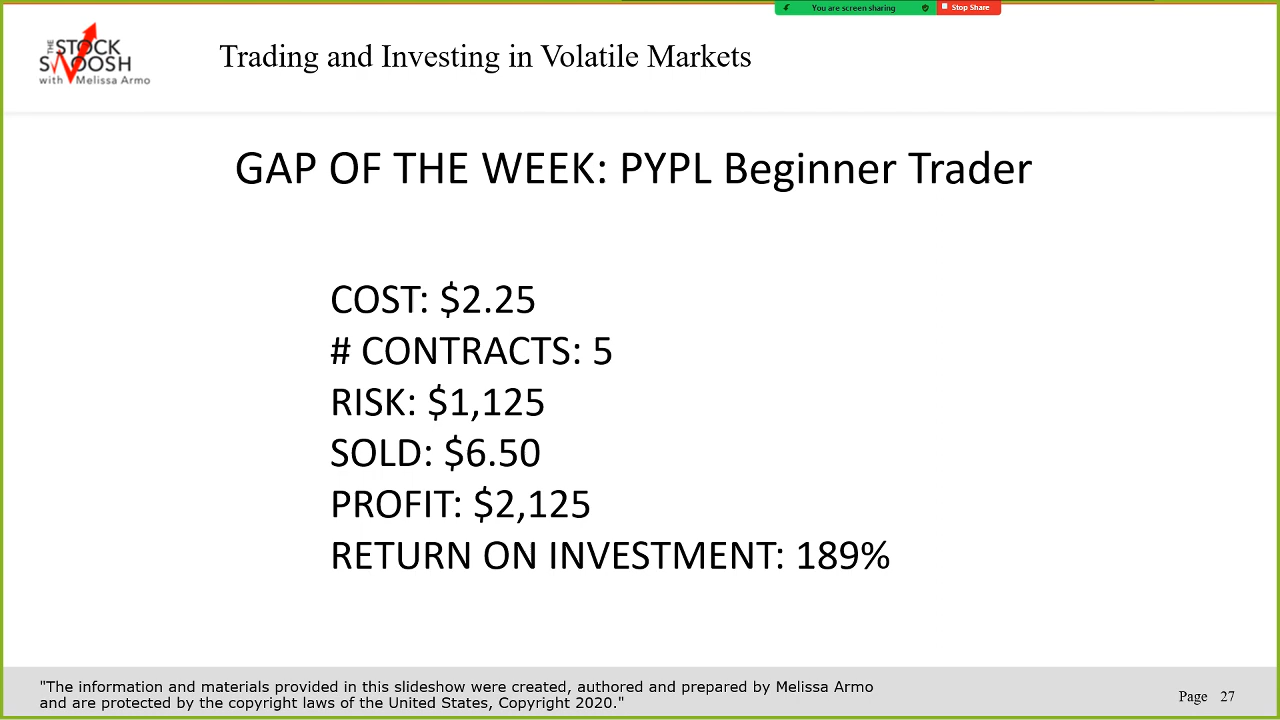 You are screen sharing
Stop Share
THE STOCK
SWOOSH
with Melissa Armo
Trading and Investing in Volatile Markets
GAP OF THE WEEK: PYPL Beginner Trader
COST: $2.25
# CONTRACTS: 5
RISK: $1,125
SOLD: $6.50
PROFIT: $2,125
RETURN ON INVESTMENT: 189%
"The information and materials provided in this slideshow were created, authored and prepared by Melissa Armo
and are protected by the copyright laws of the United States, Copyright 2020."
Page 27